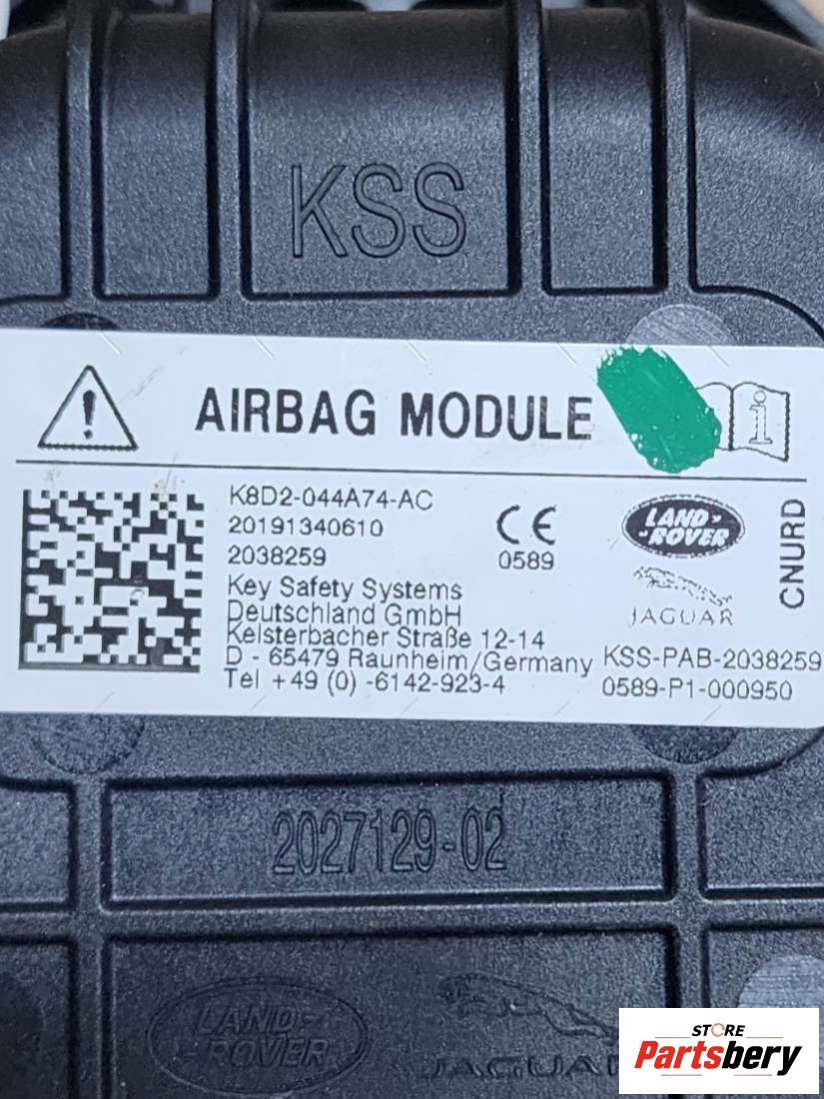 KSS
AIRBAG MODULE
K8D2-044A74-AC
20191340610
2038259
Key Safety Systems
Deutschland GmbH
Kelsterbacher Straße 12-14
D - 65479 Raunheim/Germany
Tel +49 (0) -6142-923-4
CE
0589
LAND-
-ROVER
JAGUAR
CNURD
KSS-PAB-2038259
0589-P1-000950
2027129-02
LAND
ROVER
JAGUAR
STORE
Partsbery